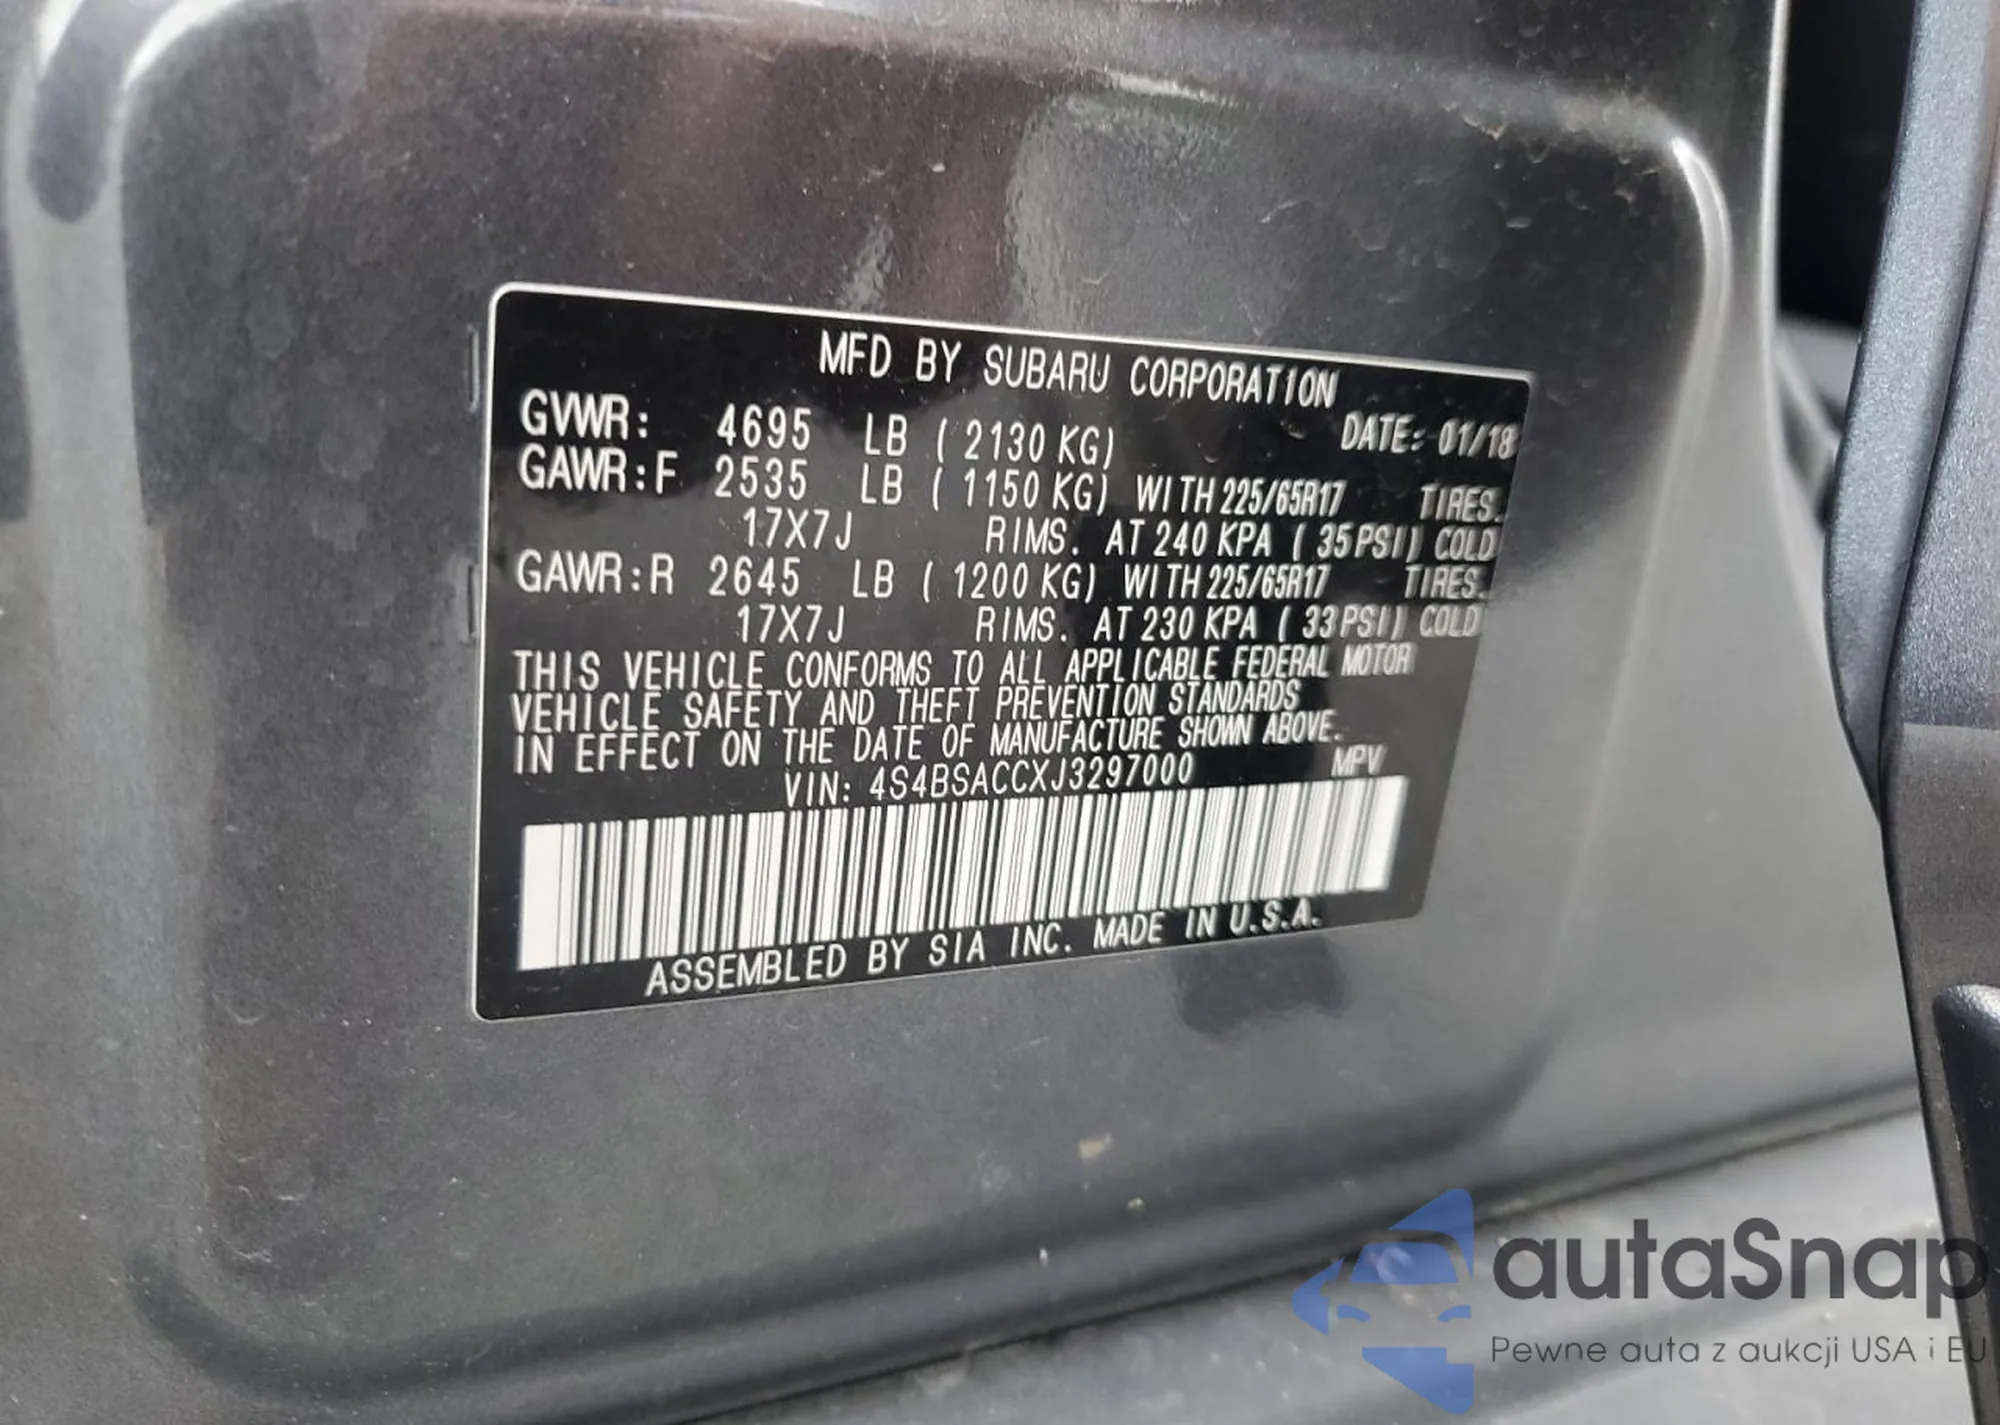 MFD BY SUBARU CORPORATION
GVWR: 4695 LB ( 2130 KG) DATE: 01/18
GAWR:F 2535 LB ( 1150 KG) WITH 225/65R17 TIRES.
17X7J RIMS. AT 240 KPA ( 35PSI) COLD
GAWR:R 2645 LB ( 1200 KG) WITH 225/65R17 TIRES.
17X7J RIMS. AT 230 KPA ( 33PSI) COLD
THIS VEHICLE CONFORMS TO ALL APPLICABLE FEDERAL MOTOR
VEHICLE SAFETY AND THEFT PREVENTION STANDARDS
IN EFFECT ON THE DATE OF MANUFACTURE SHOWN ABOVE.
VIN: 4S4BSACCXJ3297000 MPV
ASSEMBLED BY SIA INC. MADE IN U.S.A.
autaSnap
Pewne auta z aukcji USA i EU